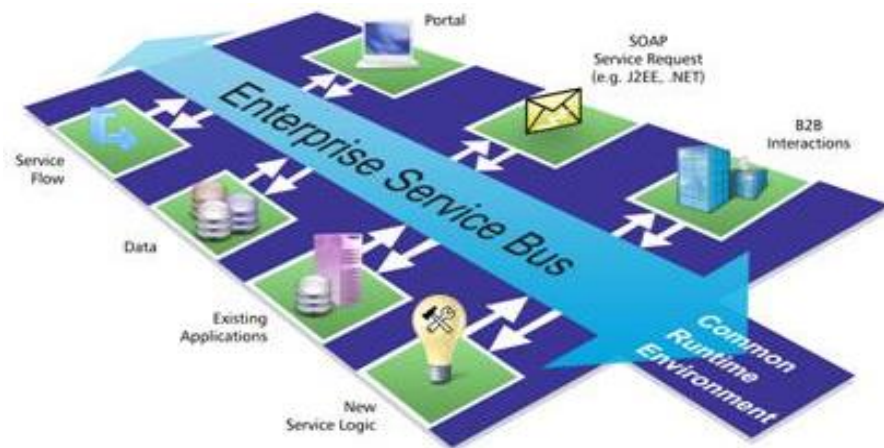 Portal
SOAP
Service Request
(e.g. J2EE, .NET)
B2B
Interactions
Enterprise Service Bus
Service
Flow
Data
Existing
Applications
New
Service Logic
Common
Runtime
Environment